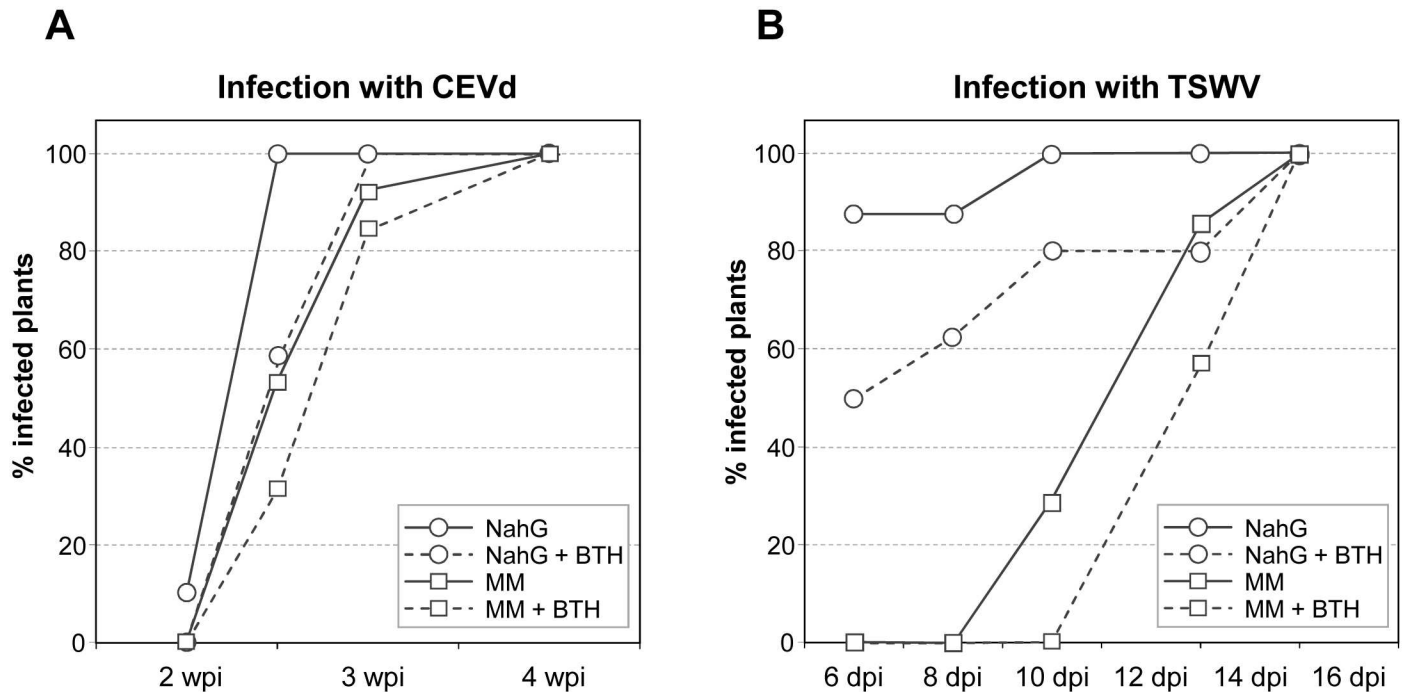 A
Infection with CEVd
% infected plants
100
80
60
40
20
0
2 wpi
3 wpi
4 wpi
NahG
NahG + BTH
MM
MM + BTH
B
Infection with TSWV
% infected plants
100
80
60
40
20
0
6 dpi
8 dpi
10 dpi
12 dpi
14 dpi
16 dpi
NahG
NahG + BTH
MM
MM + BTH